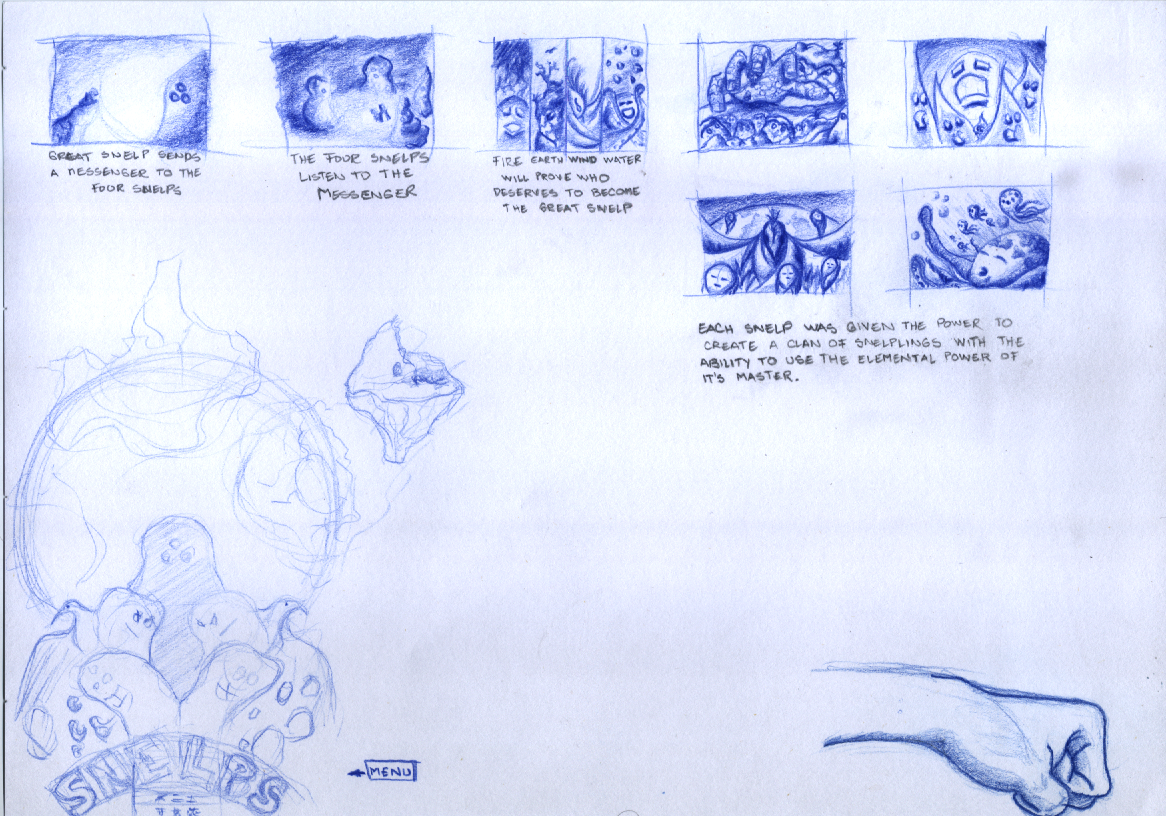 GREAT SNELP SENDS
A MESSENGER TO THE
FOUR SNELPS
THE FOUR SNELPS
LISTEN TO THE
MESSENGER
FIRE EARTH WIND WATER
WILL PROVE WHO
DESERVES TO BECOME
THE GREAT SNELP
EACH SNELP WAS GIVEN THE POWER TO
CREATE A CLAN OF SNELPLINGS WITH THE
ABILITY TO USE THE ELEMENTAL POWER OF
IT'S MASTER.
SNELPS
MENU